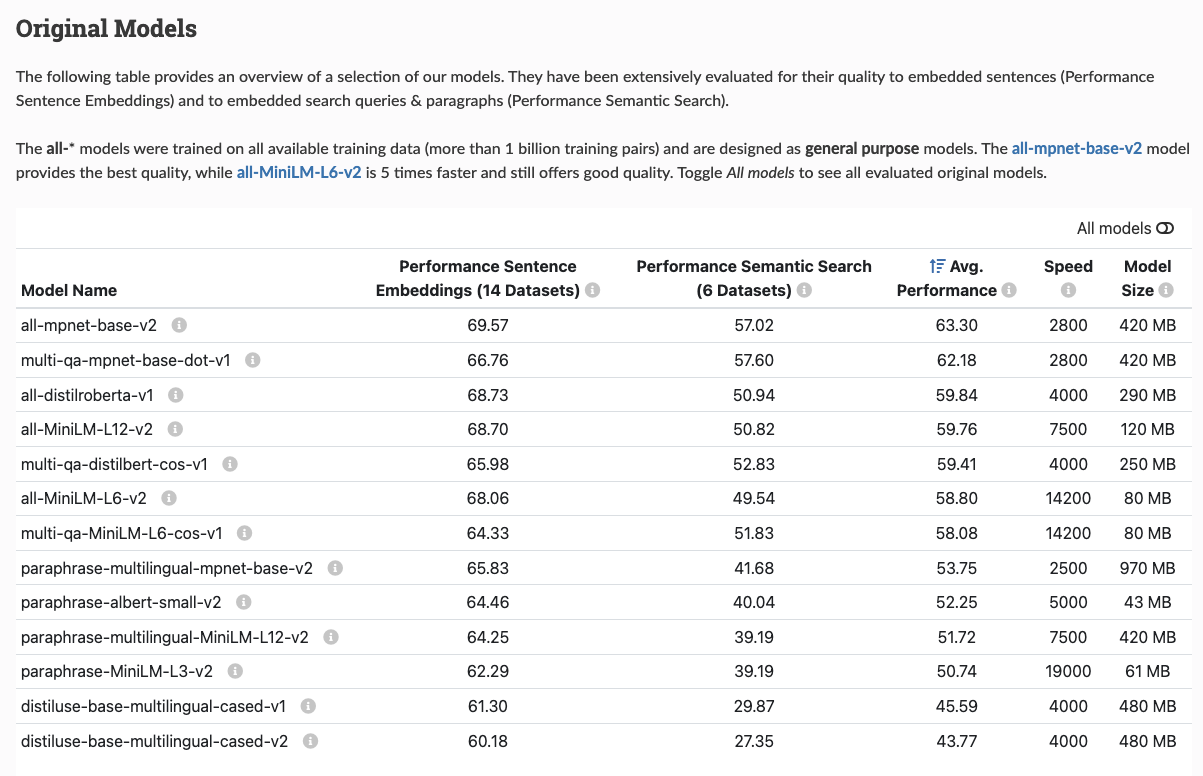 Original Models
The following table provides an overview of a selection of our models. They have been extensively evaluated for their quality to embedded sentences (Performance
Sentence Embeddings) and to embedded search queries & paragraphs (Performance Semantic Search).
The all-* models were trained on all available training data (more than 1 billion training pairs) and are designed as general purpose models. The all-mpnet-base-v2 model
provides the best quality, while all-MiniLM-L6-v2 is 5 times faster and still offers good quality. Toggle All models to see all evaluated original models.
All models
Model Name Performance Sentence Embeddings (14 Datasets) Performance Semantic Search (6 Datasets) Avg. Performance Speed Model Size
all-mpnet-base-v2 69.57 57.02 63.30 2800 420 MB
multi-qa-mpnet-base-dot-v1 66.76 57.60 62.18 2800 420 MB
all-distilroberta-v1 68.73 50.94 59.84 4000 290 MB
all-MiniLM-L12-v2 68.70 50.82 59.76 7500 120 MB
multi-qa-distilbert-cos-v1 65.98 52.83 59.41 4000 250 MB
all-MiniLM-L6-v2 68.06 49.54 58.80 14200 80 MB
multi-qa-MiniLM-L6-cos-v1 64.33 51.83 58.08 14200 80 MB
paraphrase-multilingual-mpnet-base-v2 65.83 41.68 53.75 2500 970 MB
paraphrase-albert-small-v2 64.46 40.04 52.25 5000 43 MB
paraphrase-multilingual-MiniLM-L12-v2 64.25 39.19 51.72 7500 420 MB
paraphrase-MiniLM-L3-v2 62.29 39.19 50.74 19000 61 MB
distiluse-base-multilingual-cased-v1 61.30 29.87 45.59 4000 480 MB
distiluse-base-multilingual-cased-v2 60.18 27.35 43.77 4000 480 MB